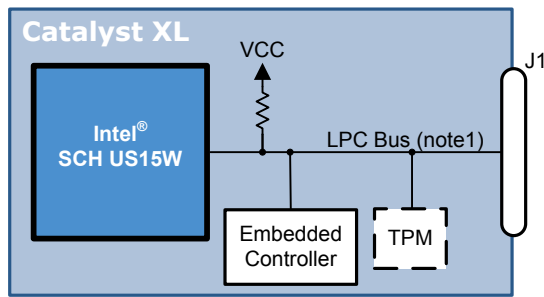 Catalyst XL
J1
VCC
Intel®
SCH US15W
LPC Bus (note1)
Embedded
Controller
TPM